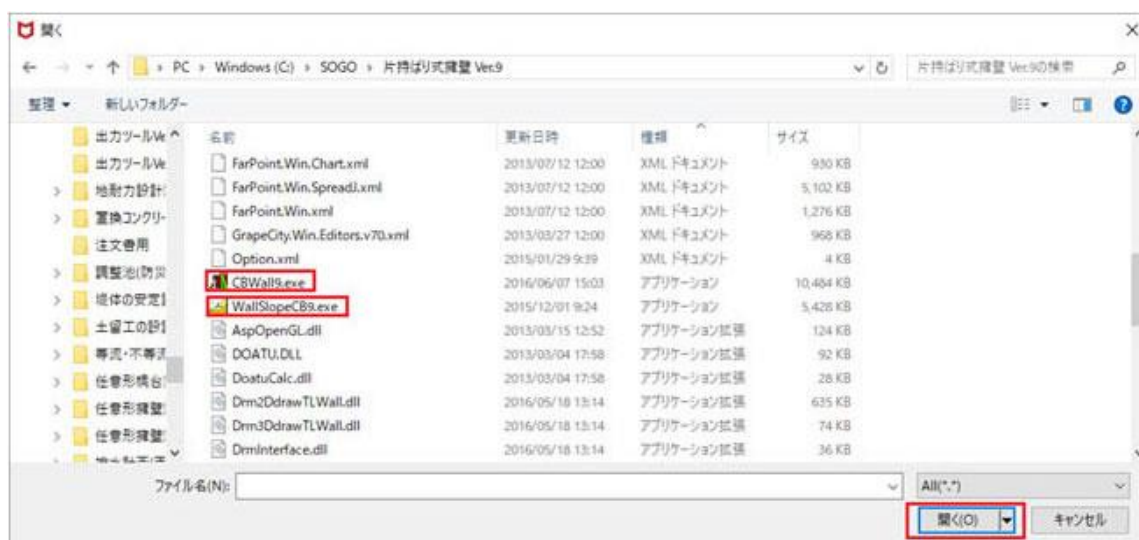 開く
PC › Windows (C:) › SOGO › 片持ばり式擁壁 Ver.9
片持ばり式擁壁 Ver.9の検索
整理 新しいフォルダー
名前 更新日時 種類 サイズ
出力ツールVe
FarPoint.Win.Chart.xml 2013/07/12 12:00 XML ドキュメント 930 KB
出力ツールVe
FarPoint.Win.SpreadJ.xml 2013/07/12 12:00 XML ドキュメント 5,102 KB
地耐力設計
FarPoint.Win.xml 2013/07/12 12:00 XML ドキュメント 1,276 KB
置換コンクリ-
GrapeCity.Win.Editors.v70.xml 2013/03/27 12:00 XML ドキュメント 968 KB
注文書用
Option.xml 2015/01/29 9:39 XML ドキュメント 4 KB
調整池(防災
CBWall9.exe 2016/06/07 15:03 アプリケーション 10,484 KB
堤体の安定計
WallSlopeCB9.exe 2015/12/01 9:24 アプリケーション 5,428 KB
土留工の設計
AspOpenGL.dll 2013/03/15 12:52 アプリケーション拡張 124 KB
等流・不等流
DOATU.DLL 2013/03/04 17:58 アプリケーション拡張 92 KB
任意形橋台
DoatuCalc.dll 2013/03/04 17:58 アプリケーション拡張 28 KB
任意形擁壁
Drm2DdrawTLWall.dll 2016/05/18 13:14 アプリケーション拡張 635 KB
任意形擁壁
Drm3DdrawTLWall.dll 2016/05/18 13:14 アプリケーション拡張 74 KB
DrmInterface.dll 2016/05/18 13:14 アプリケーション拡張 36 KB
ファイル名(N): All(*.*)
開く(O) キャンセル